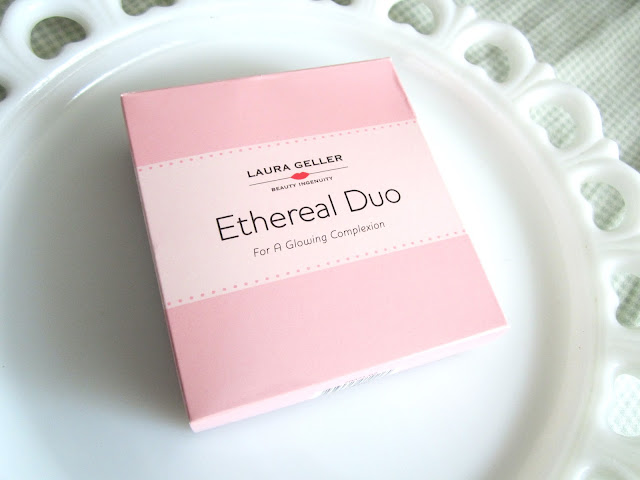 LAURA GELLER
BEAUTY INGENUITY
Ethereal Duo
For A Glowing Complexion